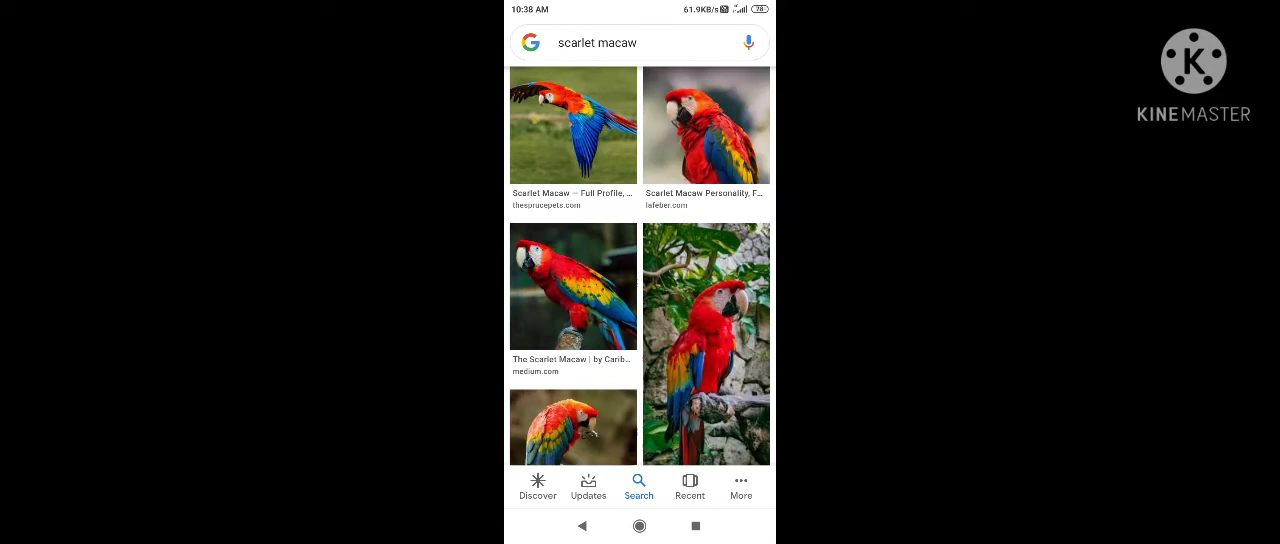 10:38 AM
61.9KB/s
78
scarlet macaw
K
KINEMASTER
Scarlet Macaw — Full Profile, ...
thesprucepets.com
Scarlet Macaw Personality, F...
lafeber.com
The Scarlet Macaw | by Carib...
medium.com
Discover
Updates
Search
Recent
More